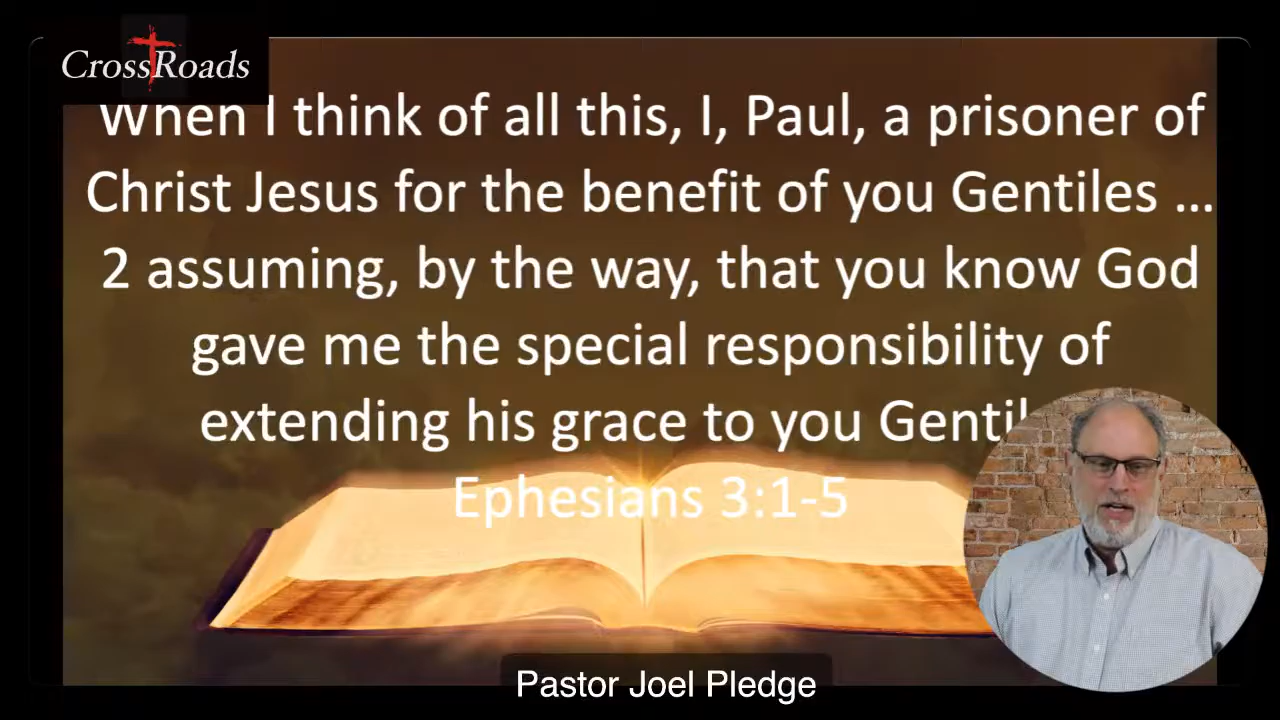 CrossRoads
When I think of all this, I, Paul, a prisoner of
Christ Jesus for the benefit of you Gentiles ...
2 assuming, by the way, that you know God
gave me the special responsibility of
extending his grace to you
Ephesians 3:1-5
Pastor Joel Pledge